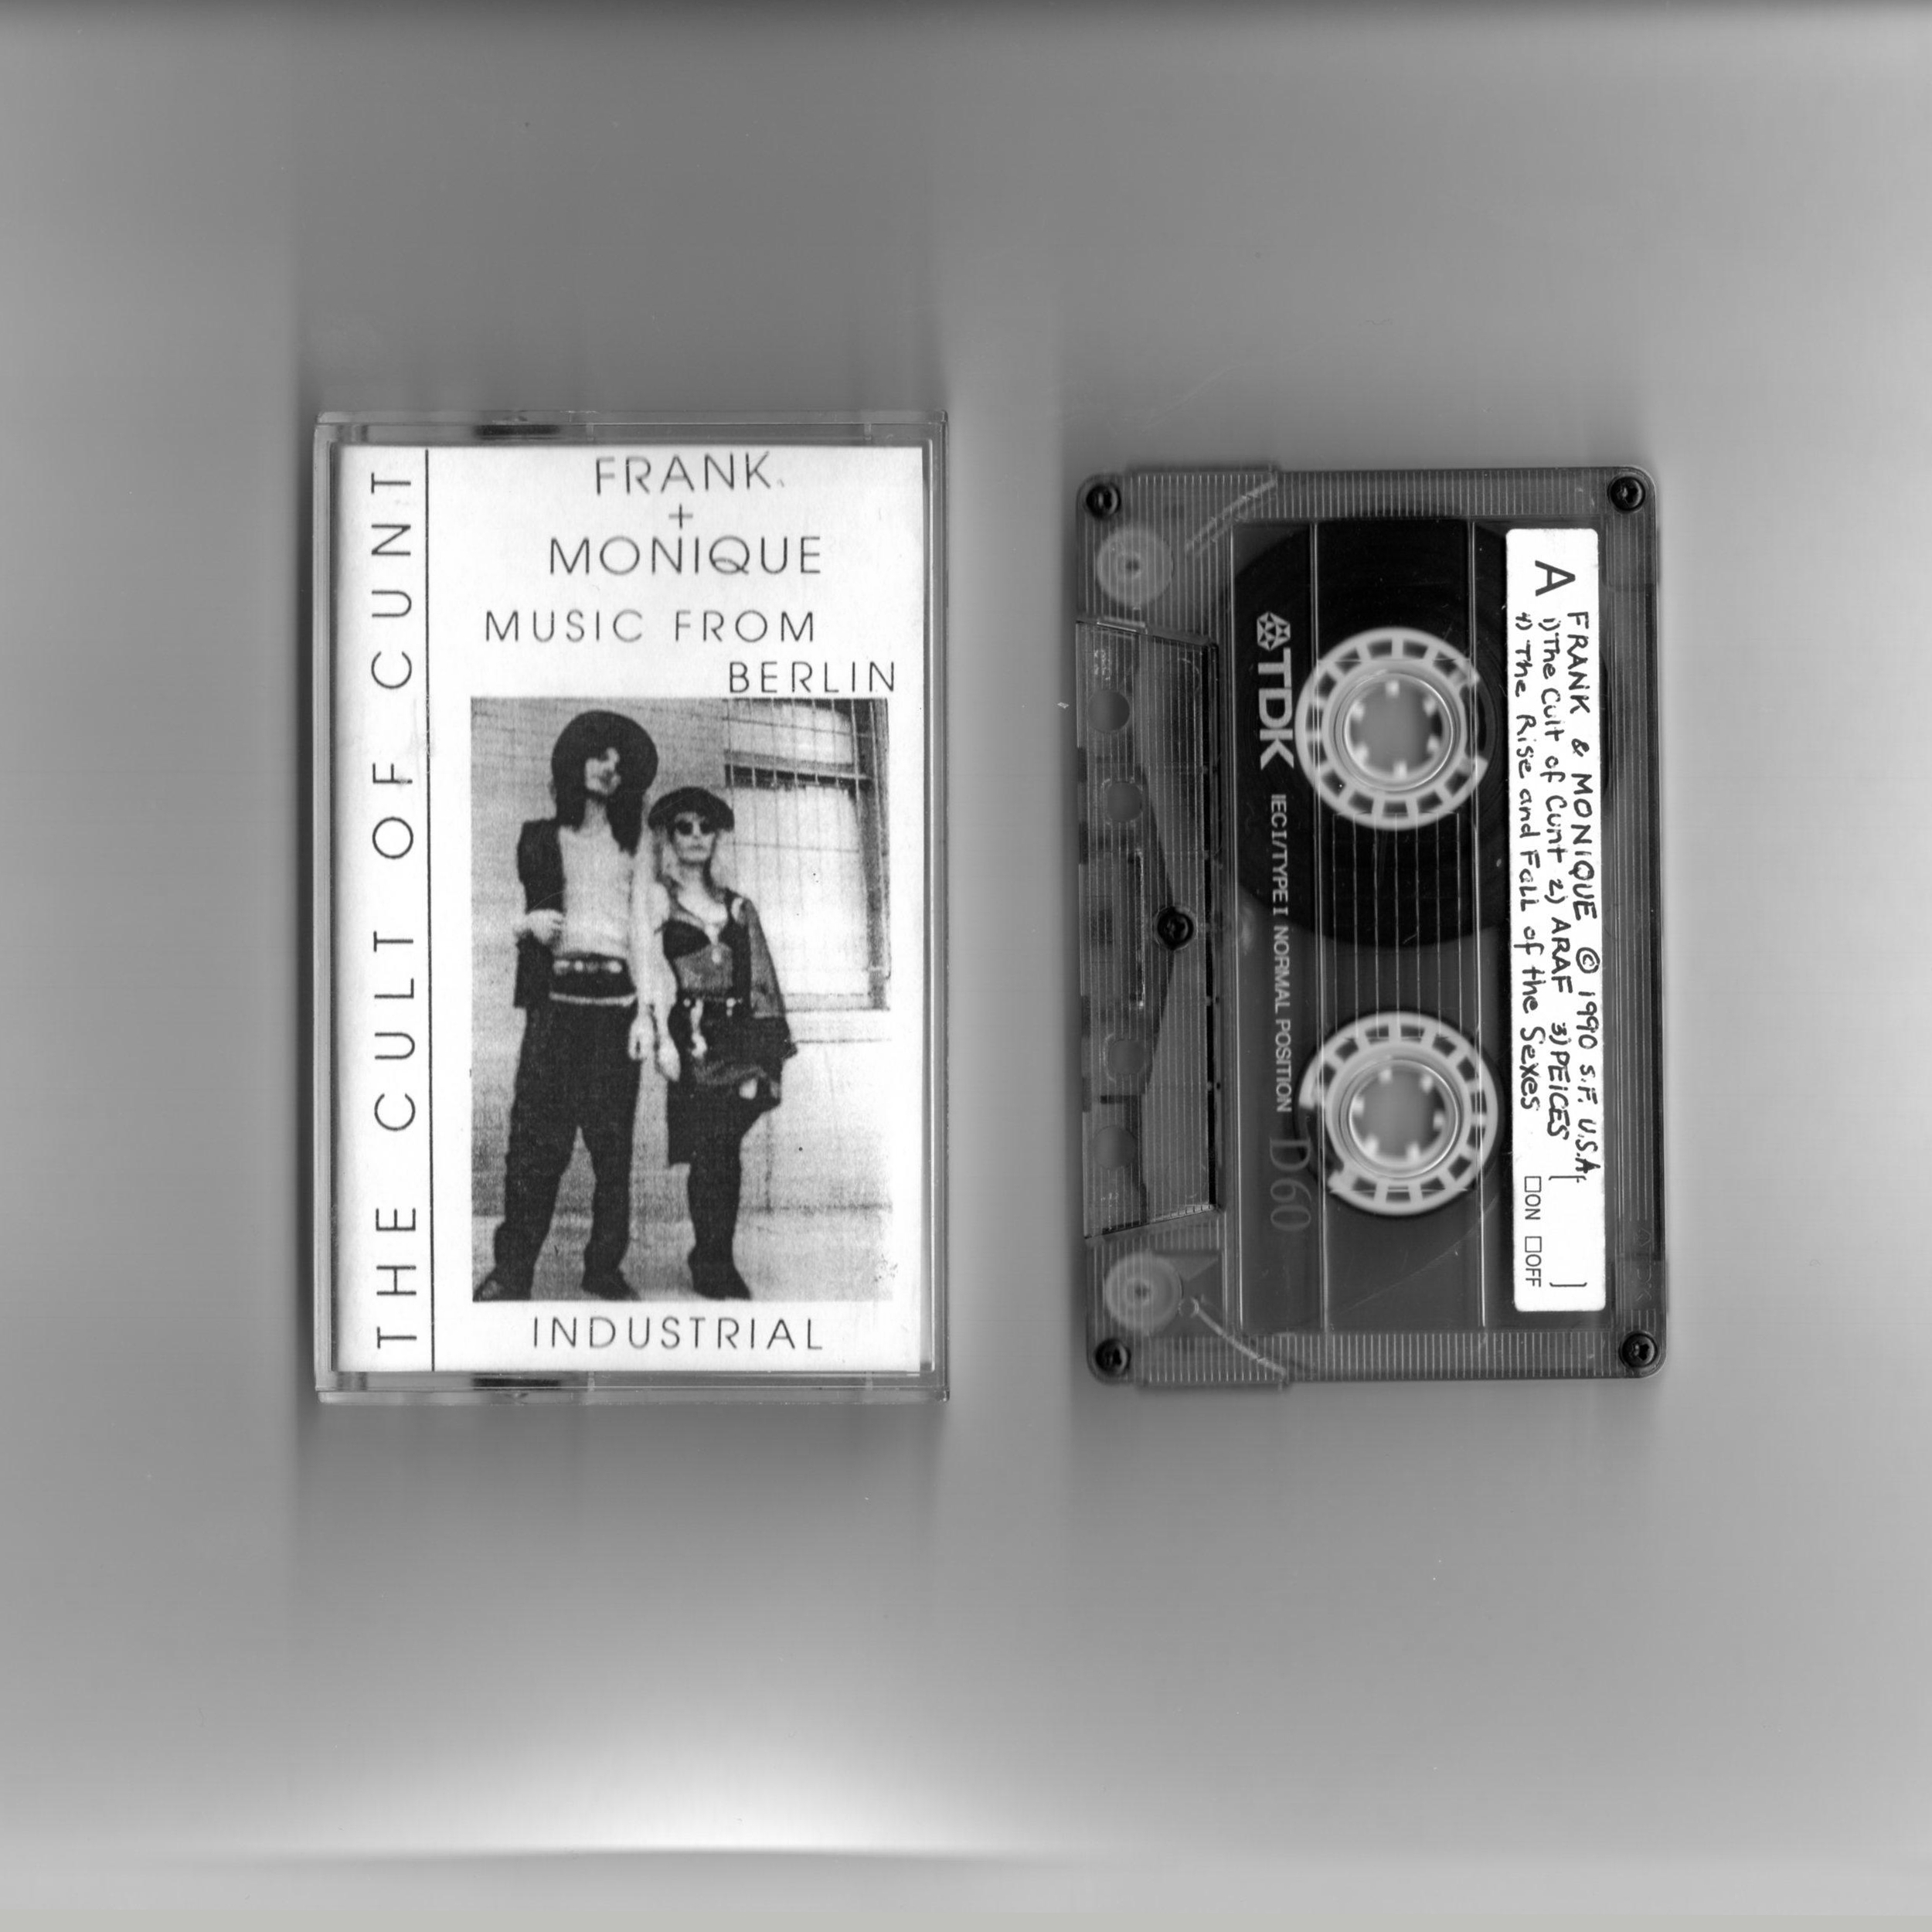 THE CULT OF CUNT
FRANK
+
MONIQUE
MUSIC FROM
BERLIN
INDUSTRIAL
A
FRANK & MONIQUE © 1990 S.F. U.S.A.
1) The Cult of Cunt 2) ARAF 3) PEICES
4) The Rise and Fall of the Sexes
□ON □OFF
TDK
IECI/TYPE I NORMAL POSITION
D60